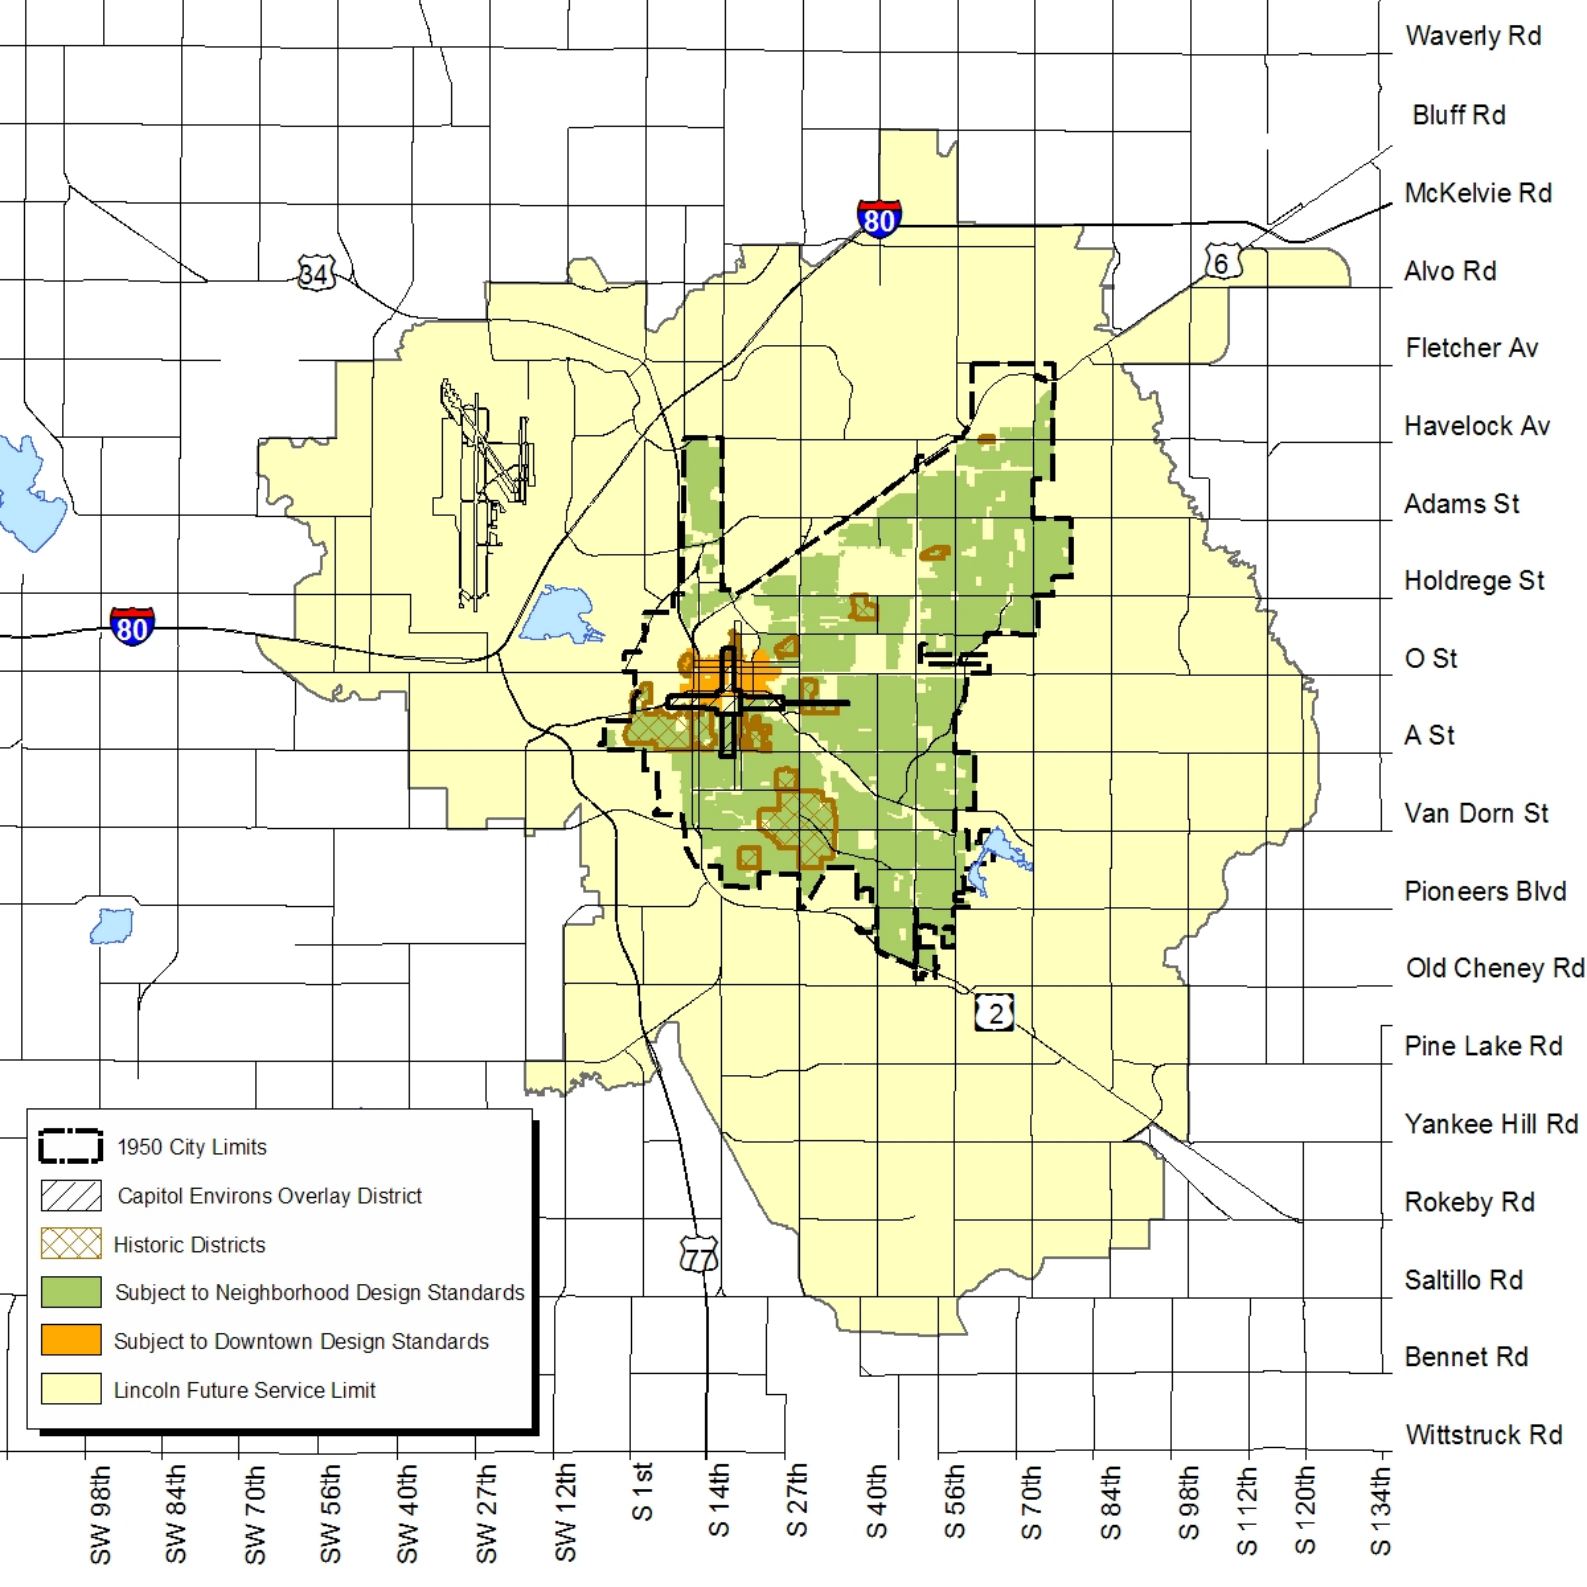 Waverly Rd
Bluff Rd
McKelvie Rd
80
6
34
Alvo Rd
Fletcher Av
Havelock Av
Adams St
Holdrege St
80
O St
A St
Van Dorn St
Pioneers Blvd
Old Cheney Rd
2
Pine Lake Rd
Yankee Hill Rd
Rokeby Rd
77
Saltillo Rd
Bennet Rd
Wittstruck Rd
1950 City Limits
Capitol Environs Overlay District
Historic Districts
Subject to Neighborhood Design Standards
Subject to Downtown Design Standards
Lincoln Future Service Limit
SW 98th
SW 84th
SW 70th
SW 56th
SW 40th
SW 27th
SW 12th
S 1st
S 14th
S 27th
S 40th
S 56th
S 70th
S 84th
S 98th
S 112th
S 120th
S 134th